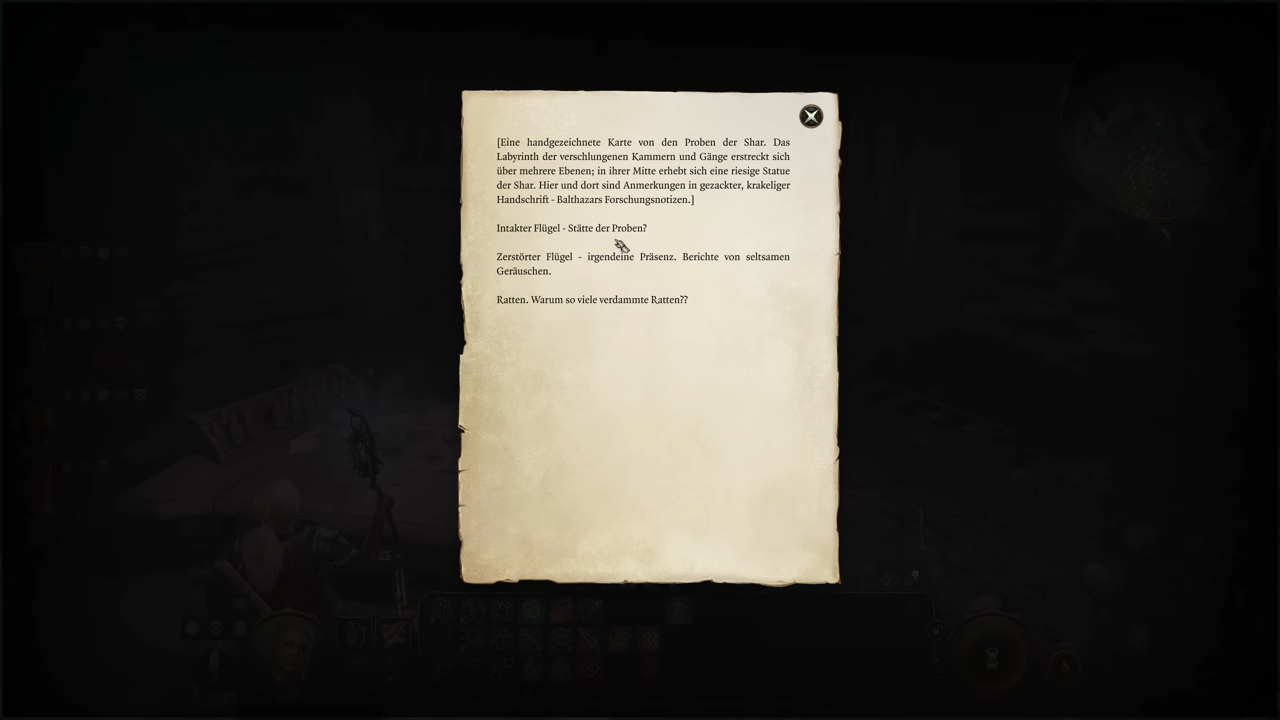 [Eine handgezeichnete Karte von den Proben der Shar. Das
Labyrinth der verschlungenen Kammern und Gänge erstreckt sich
über mehrere Ebenen; in ihrer Mitte erhebt sich eine riesige Statue
der Shar. Hier und dort sind Anmerkungen in gezackter, krakeliger
Handschrift - Balthazars Forschungsnotizen.]
Intakter Flügel - Stätte der Proben?
Zerstörter Flügel - irgendeine Präsenz. Berichte von seltsamen
Geräuschen.
Ratten. Warum so viele verdammte Ratten??